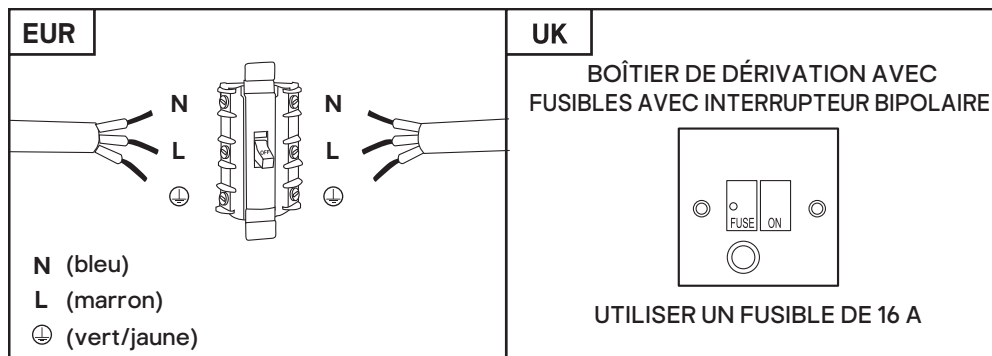 EUR
N N
L OFF L
N (bleu)
L (marron)
(vert/jaune)
UK
BOÎTIER DE DÉRIVATION AVEC
FUSIBLES AVEC INTERRUPTEUR BIPOLAIRE
FUSE ON
UTILISER UN FUSIBLE DE 16 A